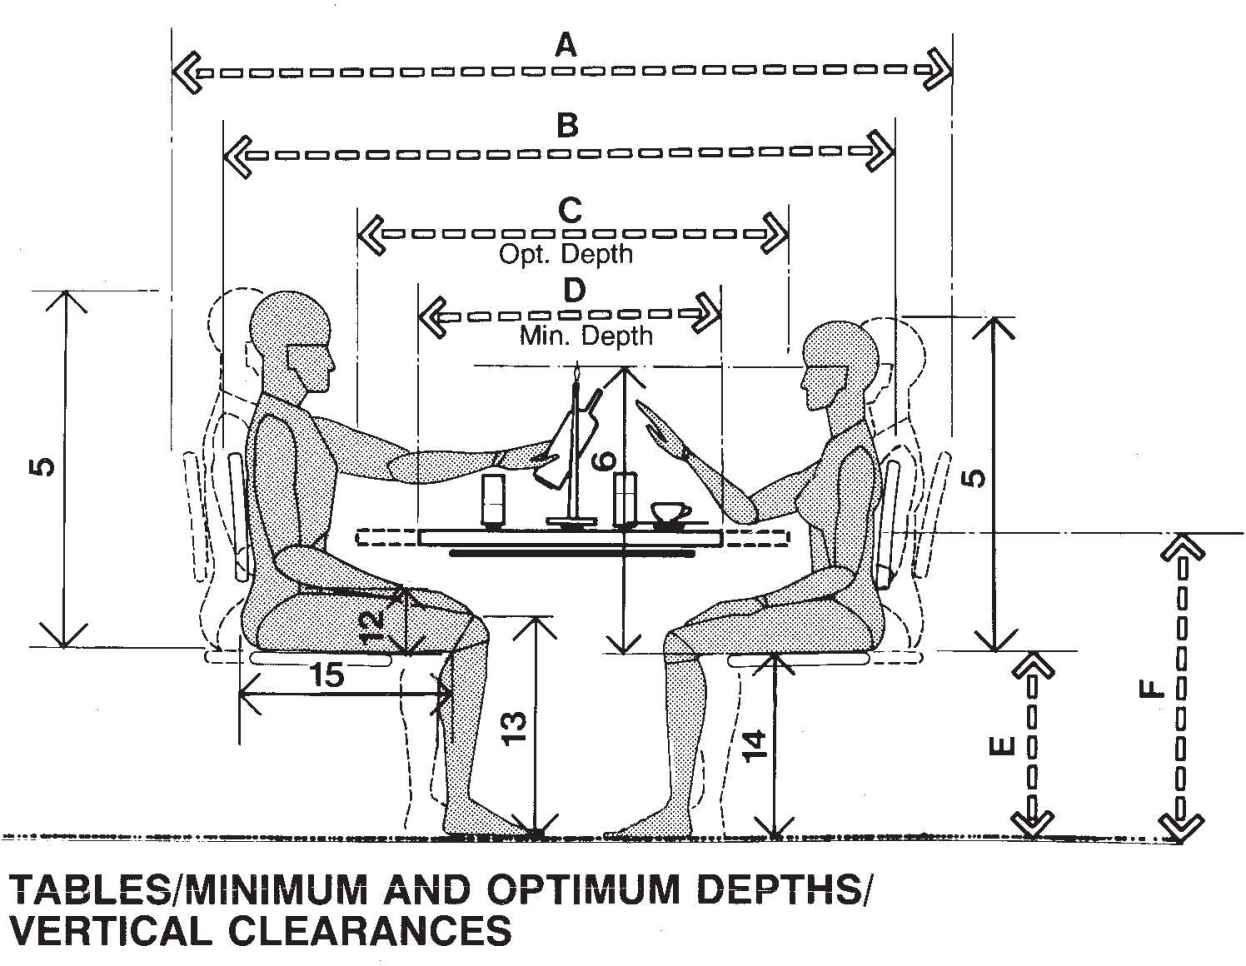 A
B
C
Opt. Depth
D
Min. Depth
5
6
5
12
15
13
14
E
F
TABLES/MINIMUM AND OPTIMUM DEPTHS/
VERTICAL CLEARANCES